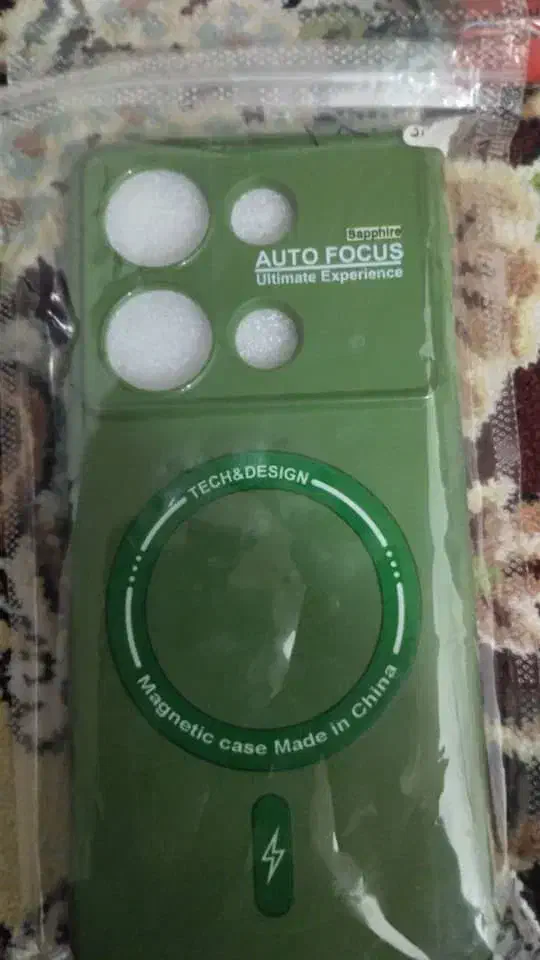 Sapphire
AUTO FOCUS
Ultimate Experience
TECH&DESIGN
Magnetic case Made in China